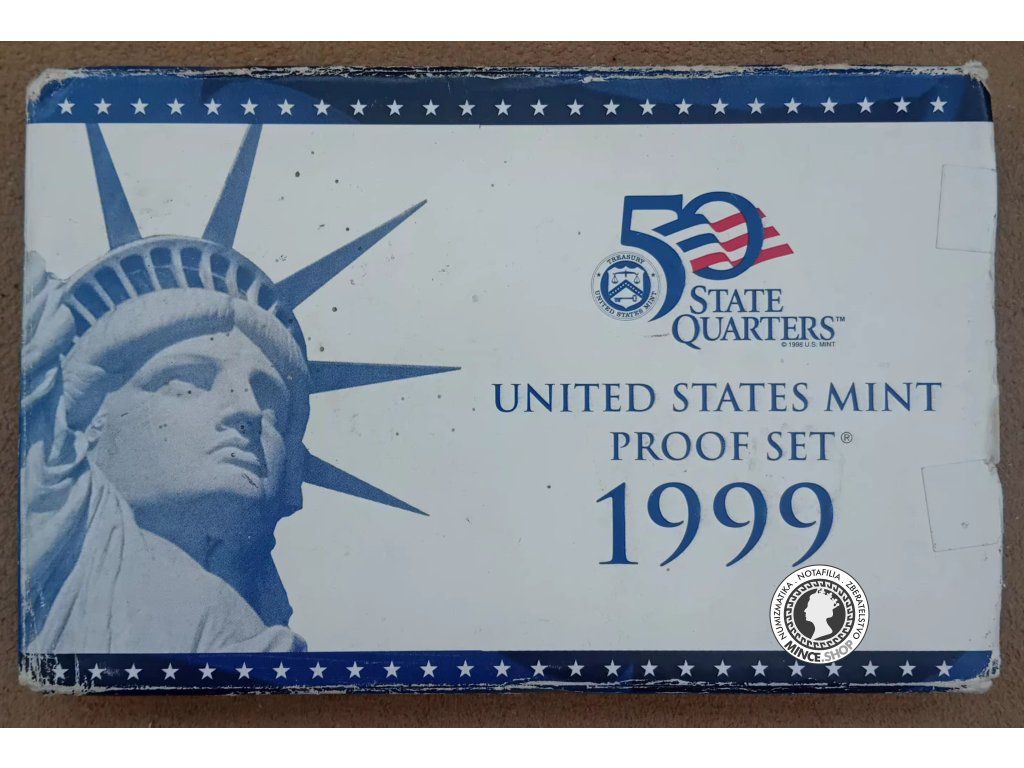 50
TREASURY
UNITED STATES MINT
STATE
QUARTERS™
© 1998 U.S. MINT
UNITED STATES MINT
PROOF SET®
1999
NUMIZMATIKA . NOTAFILIA . ZBERATELSTVO
MINCE.SHOP